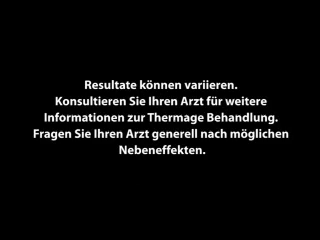 Resultate können variieren.
Konsultieren Sie Ihren Arzt für weitere
Informationen zur Thermage Behandlung.
Fragen Sie Ihren Arzt generell nach möglichen
Nebeneffekten.